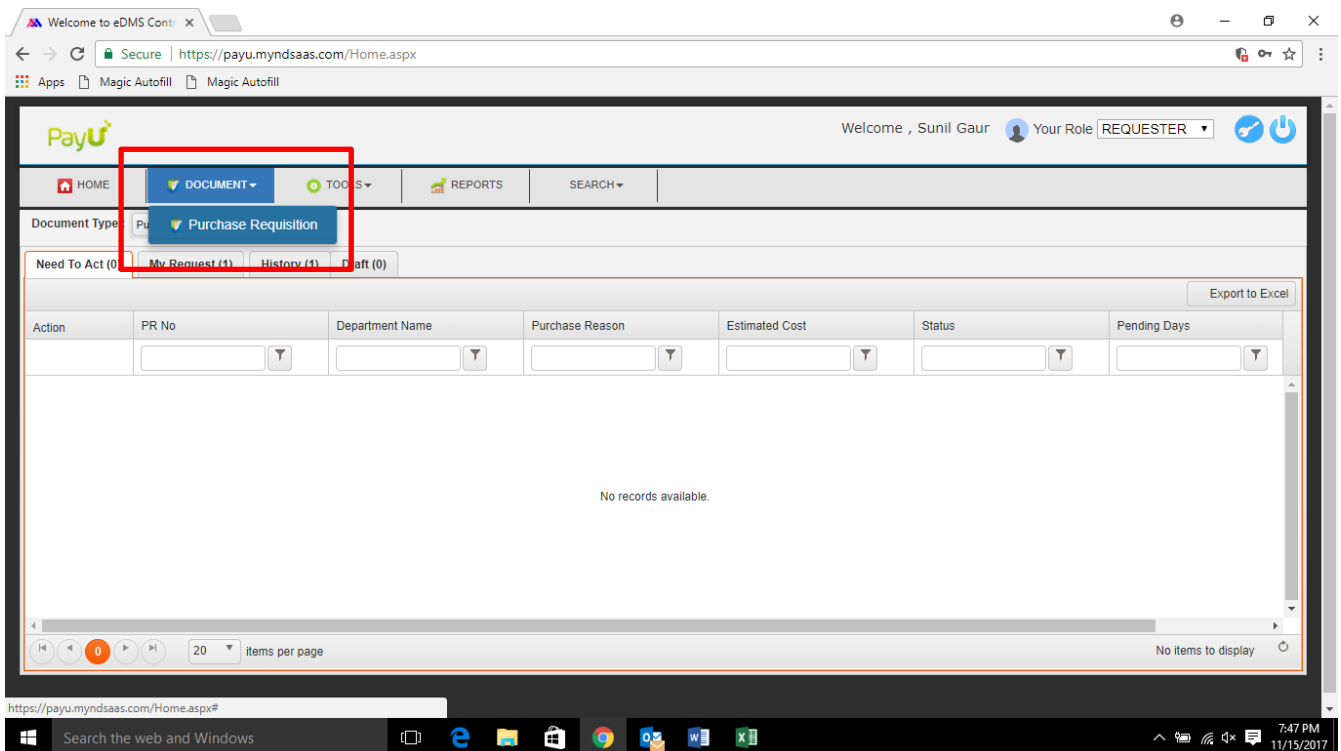 Welcome to eDMS Contr
Secure | https://payu.myndsaas.com/Home.aspx
Apps Magic Autofill Magic Autofill
PayU
Welcome , Sunil Gaur Your Role REQUESTER
HOME DOCUMENT TOOLS REPORTS SEARCH
Document Type: Pu
Purchase Requisition
Need To Act (0) My Request (1) History (1) Draft (0)
Export to Excel
Action PR No Department Name Purchase Reason Estimated Cost Status Pending Days
No records available.
0 20 items per page No items to display
https://payu.myndsaas.com/Home.aspx#
Search the web and Windows
7:47 PM
11/15/2017